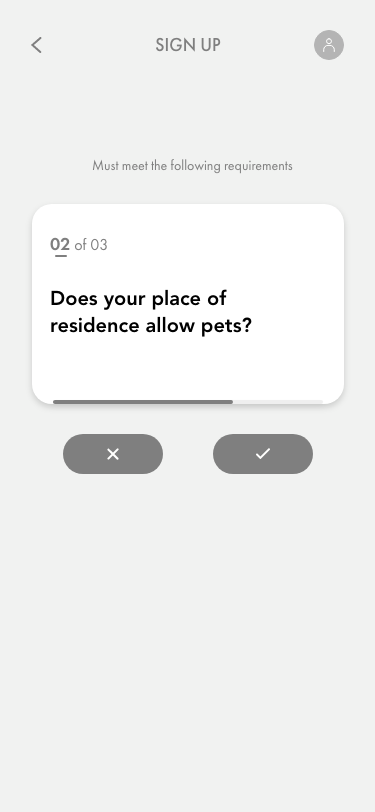 SIGN UP
Must meet the following requirements
02 of 03
Does your place of
residence allow pets?